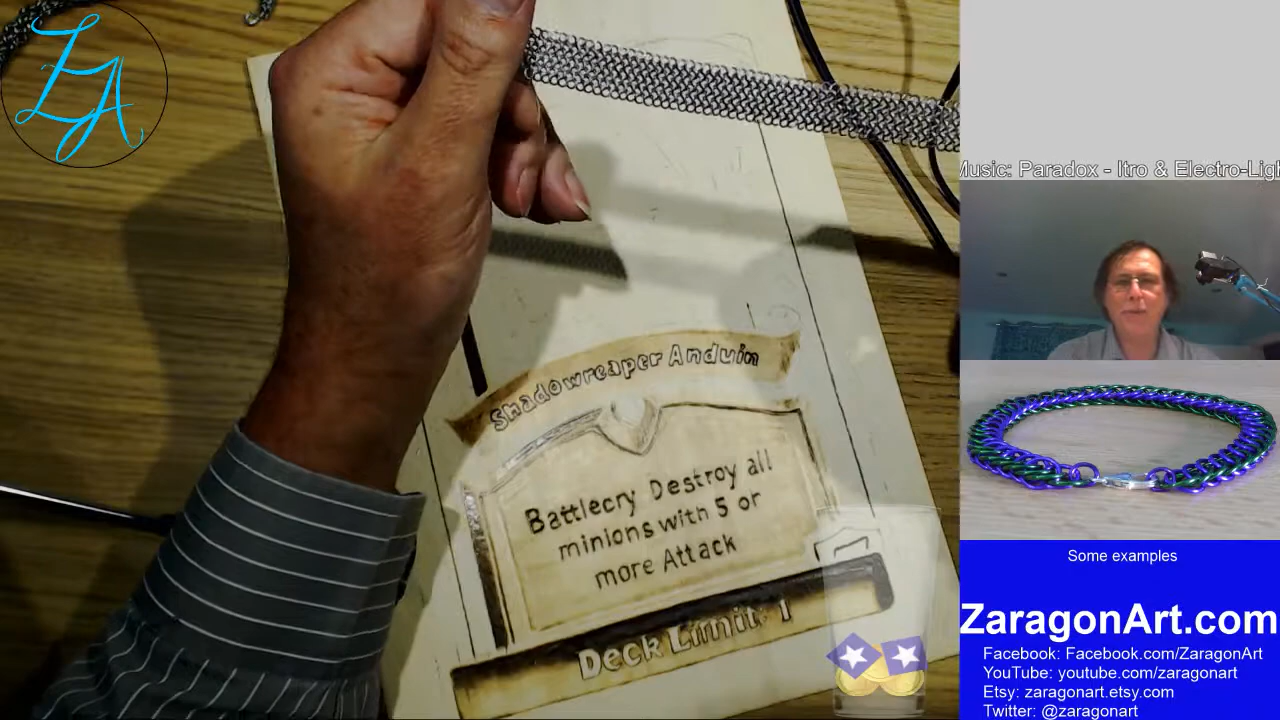 ZA
Music: Paradox - Itro & Electro-Ligh
Shadowreaper Anduin
Battlecry Destroy all
minions with 5 or
more Attack
Deck Limit: 1
Some examples
ZaragonArt.com
Facebook: Facebook.com/ZaragonArt
YouTube: youtube.com/zaragonart
Etsy: zaragonart.etsy.com
Twitter: @zaragonart